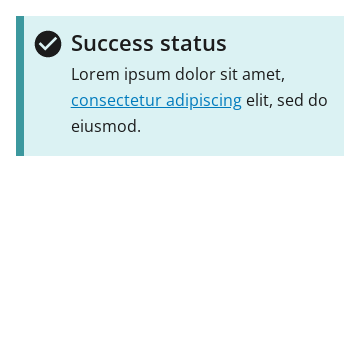 Success status
Lorem ipsum dolor sit amet,
consectetur adipiscing elit, sed do
eiusmod.